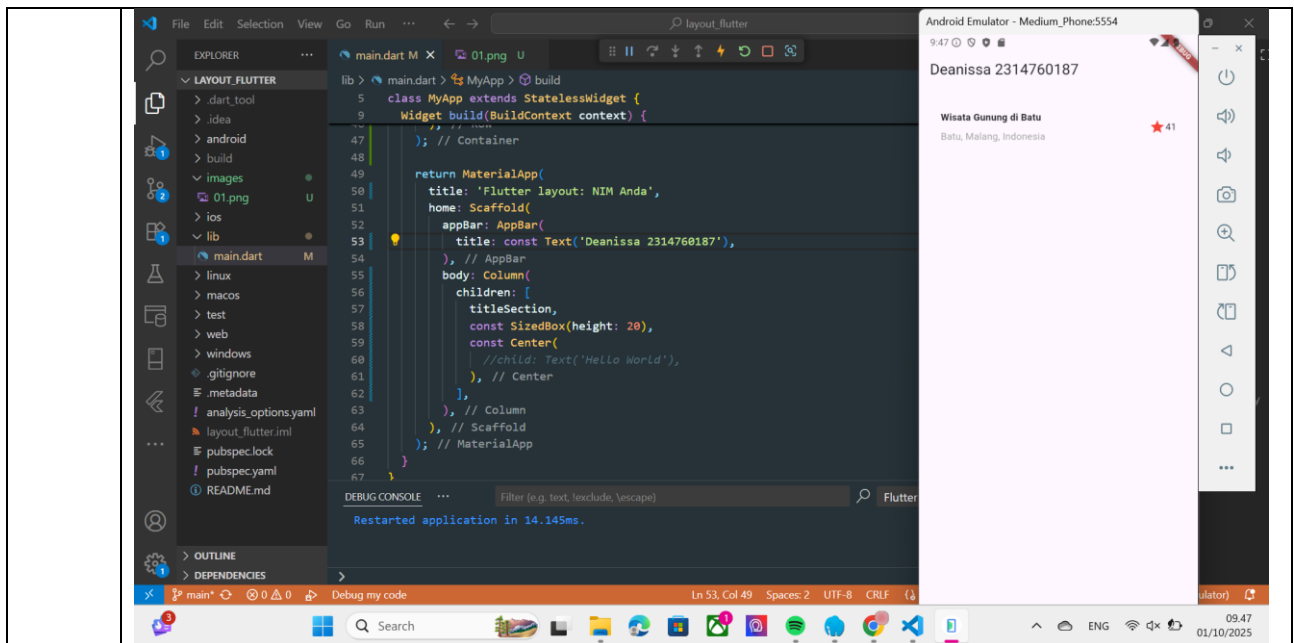 File Edit Selection View Go Run ··· layout_flutter
EXPLORER ···
LAYOUT_FLUTTER
.dart_tool
.idea
android
build
images
01.png U
ios
lib
main.dart M
linux
macos
test
web
windows
.gitignore
.metadata
analysis_options.yaml
layout_flutter.iml
pubspec.lock
pubspec.yaml
README.md
OUTLINE
DEPENDENCIES
main.dart M 01.png U
lib > main.dart > MyApp > build
5 class MyApp extends StatelessWidget {
9 Widget build(BuildContext context) {
47 ); // Container
48
49 return MaterialApp(
50 title: 'Flutter layout: NIM Anda',
51 home: Scaffold(
52 appBar: AppBar(
53 title: const Text('Deanissa 2314760187'),
54 ), // AppBar
55 body: Column(
56 children: [
57 titleSection,
58 const SizedBox(height: 20),
59 const Center(
60 //child: Text('Hello World'),
61 ), // Center
62 ],
63 ), // Column
64 ), // Scaffold
65 ); // MaterialApp
66 }
67 }
DEBUG CONSOLE ··· Filter (e.g. text, !exclude, \escape) Flutter
Restarted application in 14.145ms.
>
main* 0 0 Debug my code Ln 53, Col 49 Spaces: 2 UTF-8 CRLF ulator)
Android Emulator - Medium_Phone:5554
9:47
DEBUG
Deanissa 2314760187
Wisata Gunung di Batu
Batu, Malang, Indonesia
41
Search
ENG
09.47
01/10/2025